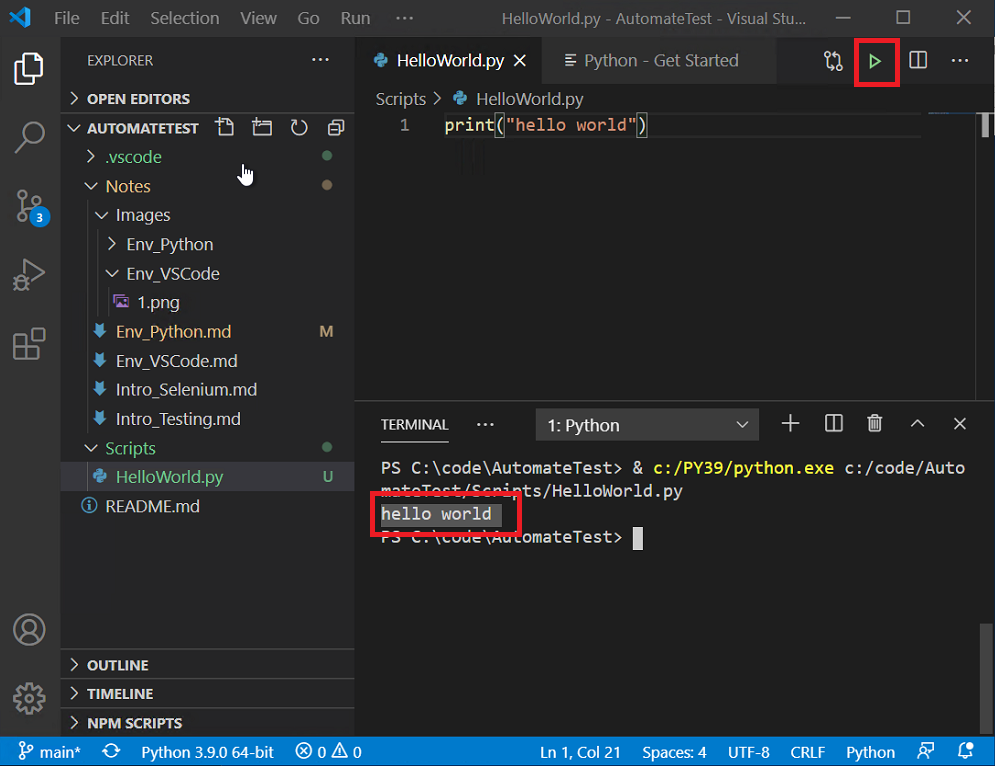 File Edit Selection View Go Run ··· HelloWorld.py - AutomateTest - Visual Stu...
EXPLORER ···
OPEN EDITORS
AUTOMATETEST
.vscode
Notes
Images
Env_Python
Env_VSCode
1.png
Env_Python.md M
Env_VSCode.md
Intro_Selenium.md
Intro_Testing.md
Scripts
HelloWorld.py U
README.md
OUTLINE
TIMELINE
NPM SCRIPTS
3
HelloWorld.py Python - Get Started ···
Scripts > HelloWorld.py
1 print("hello world")
TERMINAL ··· 1: Python
PS C:\code\AutomateTest> & c:/PY39/python.exe c:/code/Auto
mateTest/Scripts/HelloWorld.py
hello world
PS C:\code\AutomateTest>
main* Python 3.9.0 64-bit 0 0 Ln 1, Col 21 Spaces: 4 UTF-8 CRLF Python